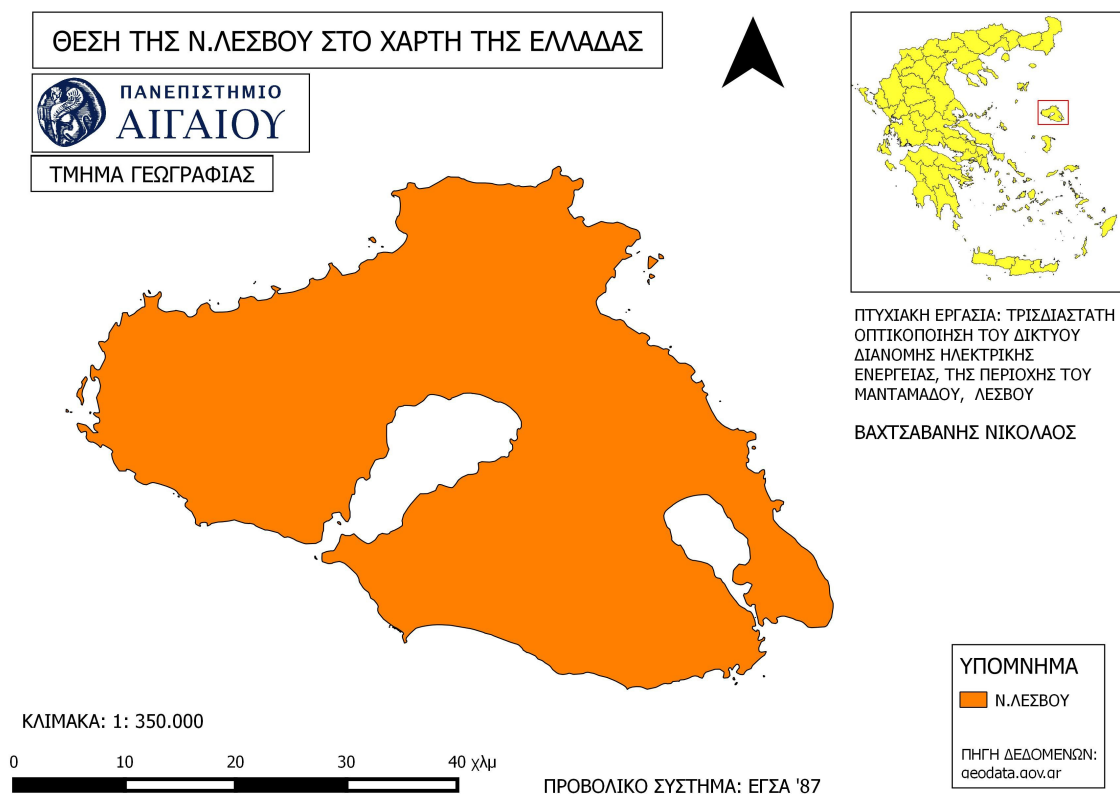 ΘΕΣΗ ΤΗΣ Ν.ΛΕΣΒΟΥ ΣΤΟ ΧΑΡΤΗ ΤΗΣ ΕΛΛΑΔΑΣ
ΠΑΝΕΠΙΣΤΗΜΙΟ
ΑΙΓΑΙΟΥ
ΤΜΗΜΑ ΓΕΩΓΡΑΦΙΑΣ
ΠΤΥΧΙΑΚΗ ΕΡΓΑΣΙΑ: ΤΡΙΣΔΙΑΣΤΑΤΗ
ΟΠΤΙΚΟΠΟΙΗΣΗ ΤΟΥ ΔΙΚΤΥΟΥ
ΔΙΑΝΟΜΗΣ ΗΛΕΚΤΡΙΚΗΣ
ΕΝΕΡΓΕΙΑΣ, ΤΗΣ ΠΕΡΙΟΧΗΣ ΤΟΥ
ΜΑΝΤΑΜΑΔΟΥ, ΛΕΣΒΟΥ
ΒΑΧΤΣΑΒΑΝΗΣ ΝΙΚΟΛΑΟΣ
ΥΠΟΜΝΗΜΑ
Ν.ΛΕΣΒΟΥ
ΠΗΓΗ ΔΕΔΟΜΕΝΩΝ:
geodata.gov.gr
ΚΛΙΜΑΚΑ: 1: 350.000
0 10 20 30 40 χλμ
ΠΡΟΒΟΛΙΚΟ ΣΥΣΤΗΜΑ: ΕΓΣΑ '87